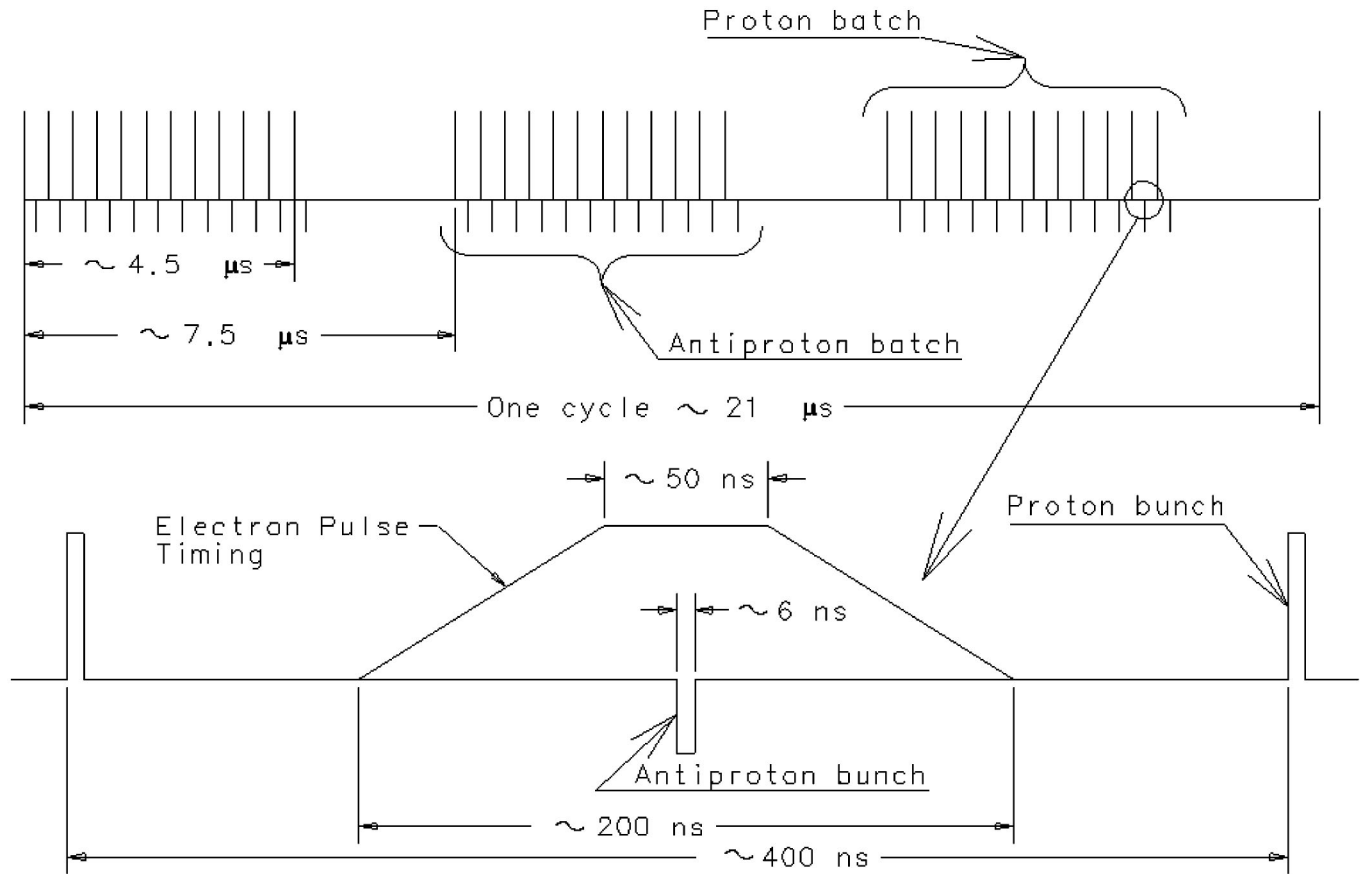 Proton batch
~ 4.5 μs
~ 7.5 μs
Antiproton batch
One cycle ~ 21 μs
~ 50 ns
Electron Pulse
Timing
Proton bunch
~ 6 ns
Antiproton bunch
~ 200 ns
~ 400 ns